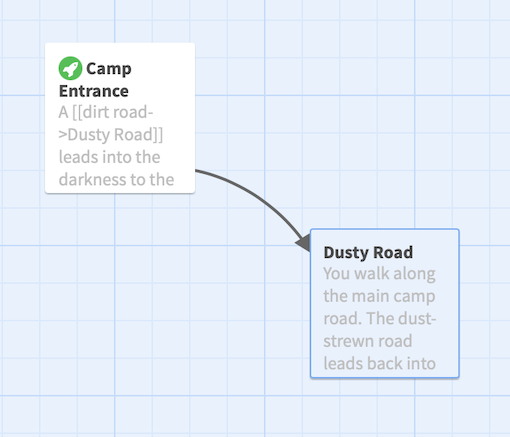 Camp
Entrance
A [[dirt road-
>Dusty Road]]
leads into the
darkness to the
Dusty Road
You walk along
the main camp
road. The dust-
strewn road
leads back into